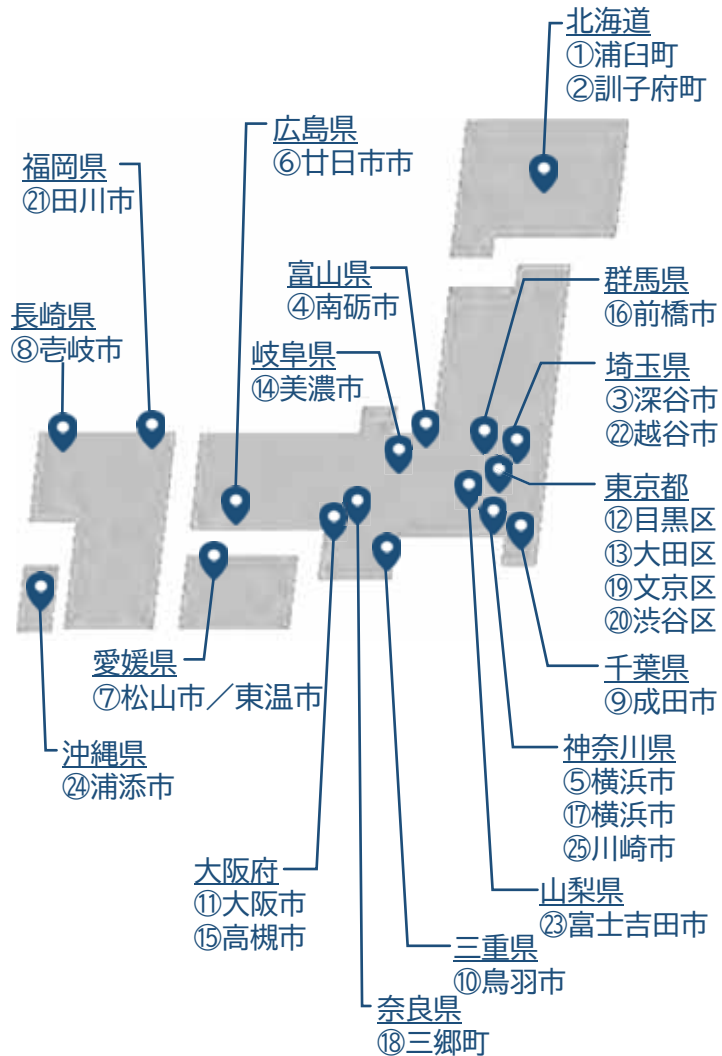 北海道
①浦臼町
②訓子府町
広島県
⑥廿日市市
福岡県
㉑田川市
富山県
④南砺市
群馬県
⑯前橋市
長崎県
⑧壱岐市
岐阜県
⑭美濃市
埼玉県
③深谷市
㉒越谷市
東京都
⑫目黒区
⑬大田区
⑲文京区
⑳渋谷区
愛媛県
⑦松山市／東温市
千葉県
⑨成田市
沖縄県
㉔浦添市
神奈川県
⑤横浜市
⑰横浜市
㉕川崎市
大阪府
⑪大阪市
⑮高槻市
山梨県
㉓富士吉田市
三重県
⑩鳥羽市
奈良県
⑱三郷町